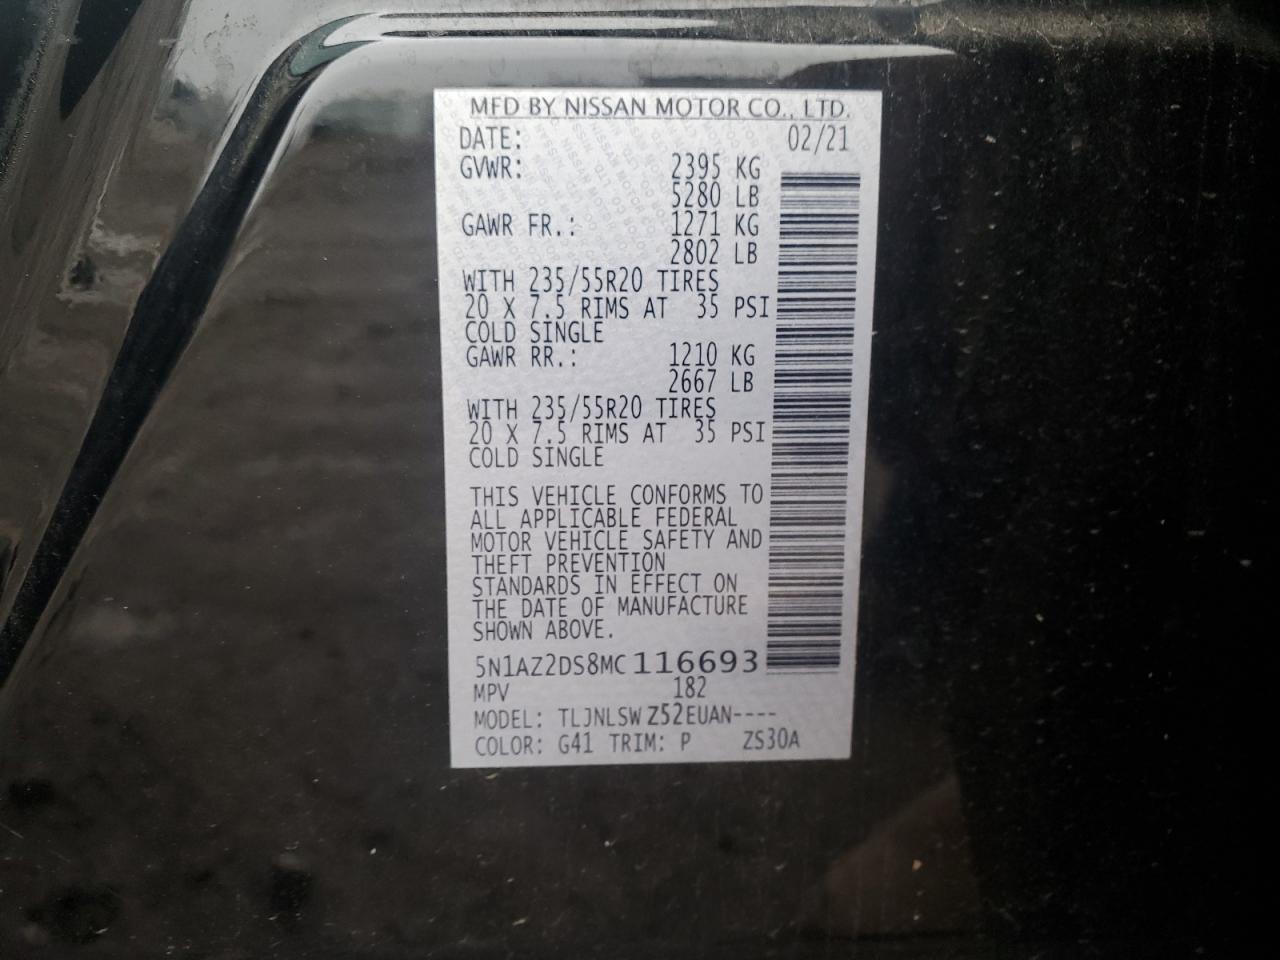 MFD BY NISSAN MOTOR CO., LTD.
DATE: 02/21
GVWR: 2395 KG
5280 LB
GAWR FR.: 1271 KG
2802 LB
WITH 235/55R20 TIRES
20 X 7.5 RIMS AT 35 PSI
COLD SINGLE
GAWR RR.: 1210 KG
2667 LB
WITH 235/55R20 TIRES
20 X 7.5 RIMS AT 35 PSI
COLD SINGLE
THIS VEHICLE CONFORMS TO
ALL APPLICABLE FEDERAL
MOTOR VEHICLE SAFETY AND
THEFT PREVENTION
STANDARDS IN EFFECT ON
THE DATE OF MANUFACTURE
SHOWN ABOVE.
5N1AZ2DS8MC116693
MPV 182
MODEL: TLJNLSWZ52EUAN----
COLOR: G41 TRIM: P ZS30A